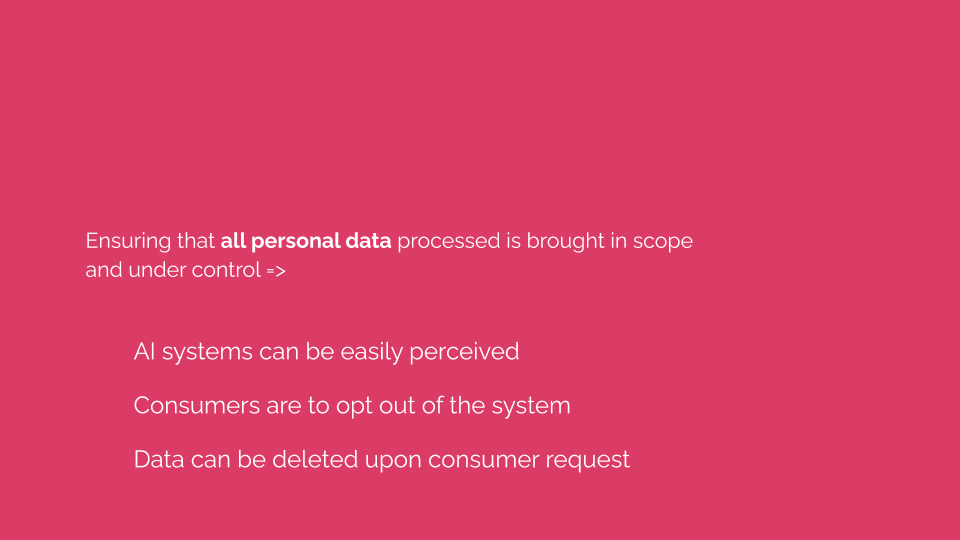 Ensuring that all personal data processed is brought in scope
and under control =>
AI systems can be easily perceived
Consumers are to opt out of the system
Data can be deleted upon consumer request